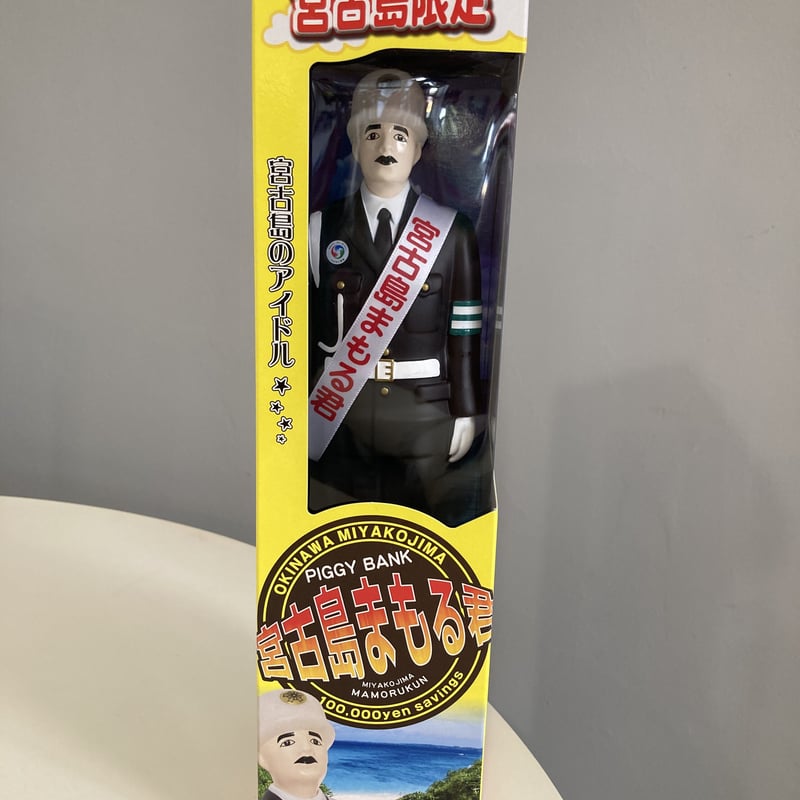 宮古島限定
宮古島のアイドル
宮古島まもる君
OKINAWA MIYAKOJIMA
PIGGY BANK
宮古島まもる君
MIYAKOJIMA
MAMORUKUN
100.000yen savings